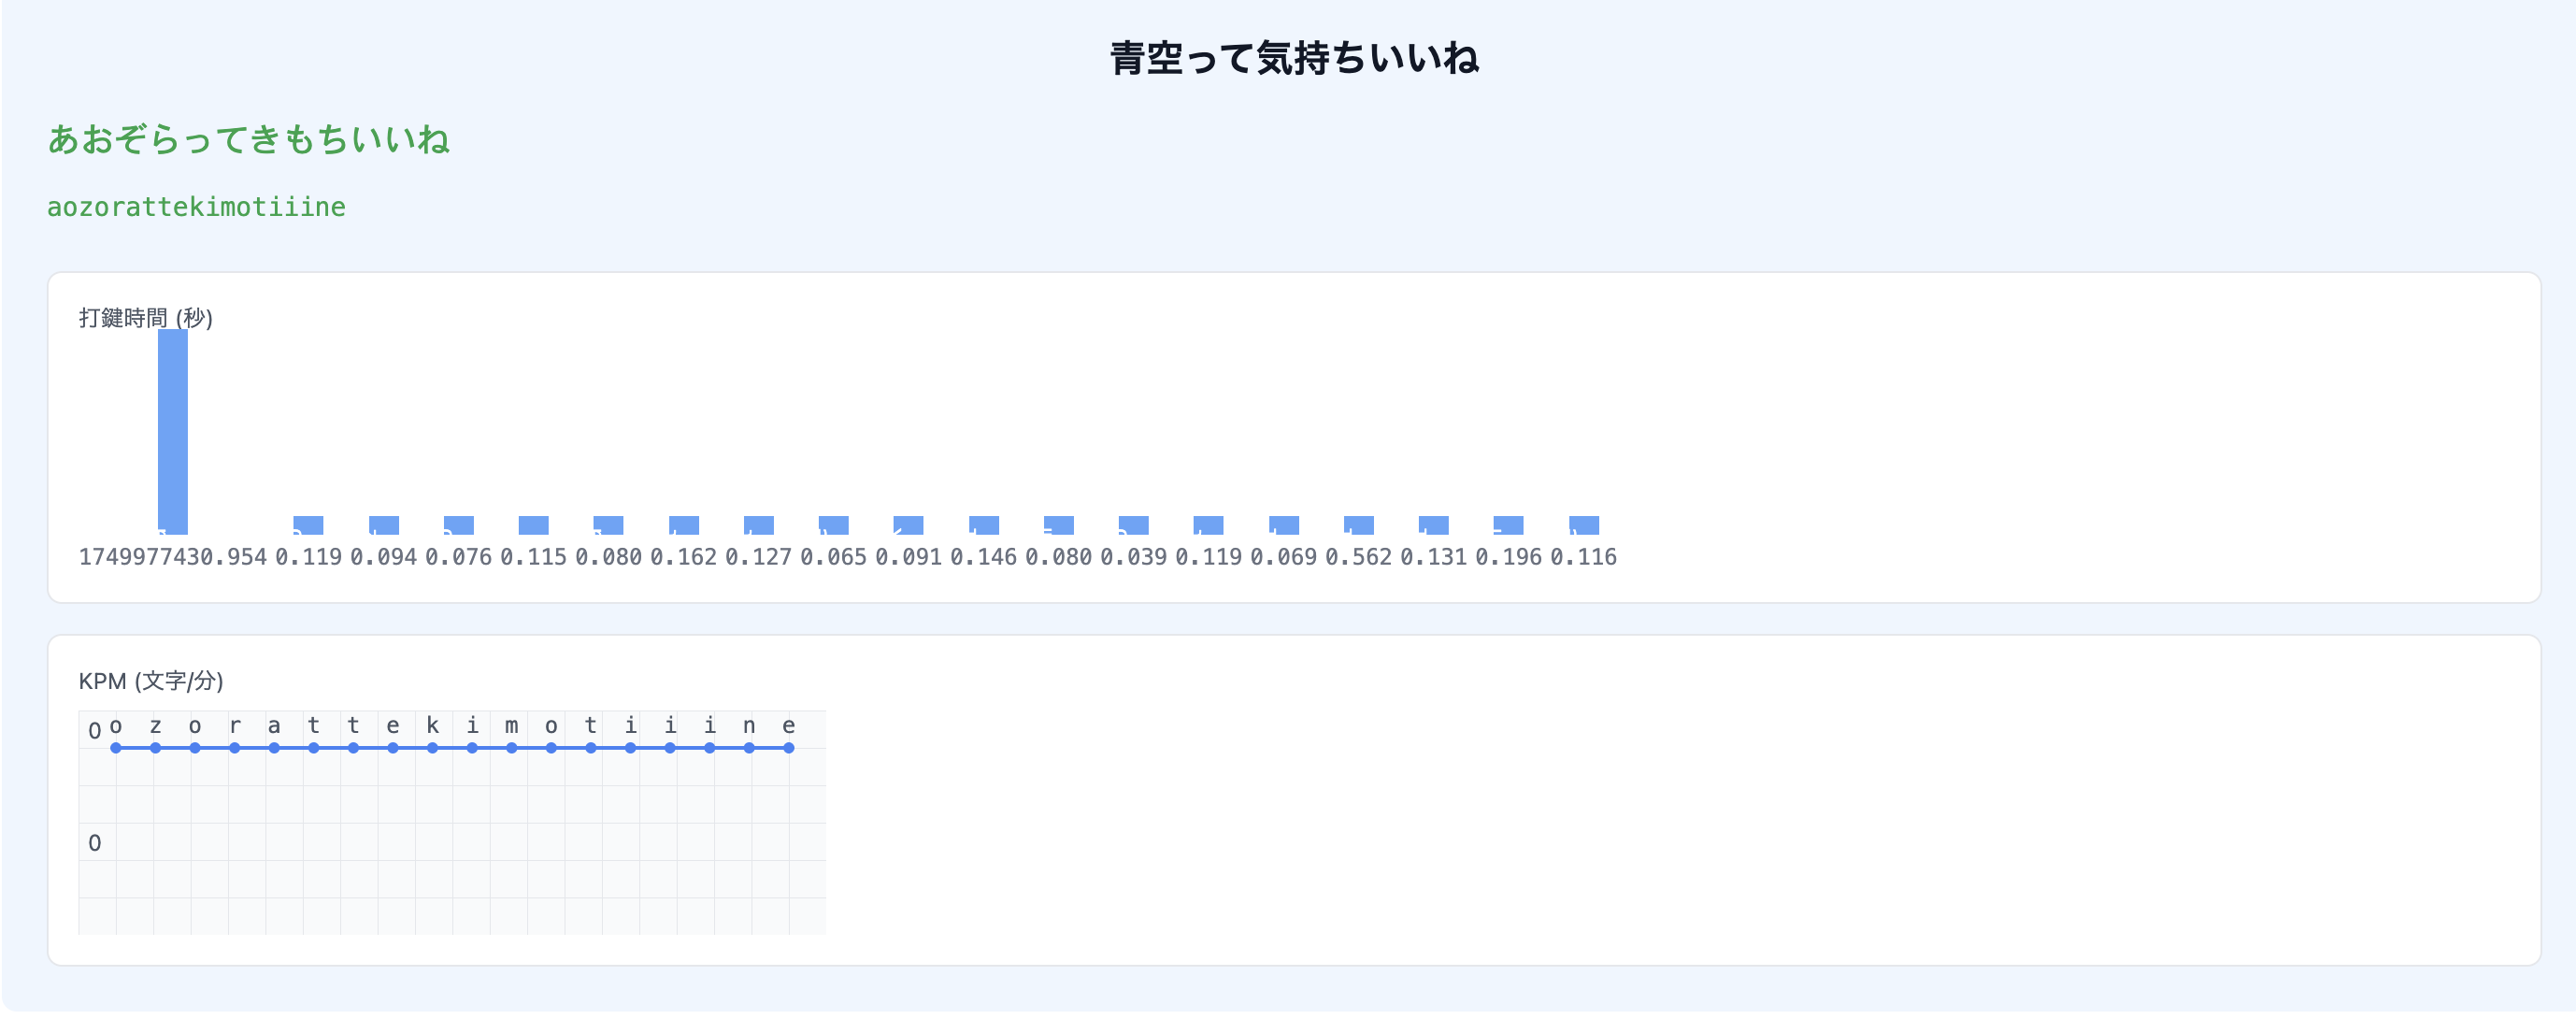 青空って気持ちいいね
あおぞらってきもちいいね
aozorattekimotiiine
打鍵時間 (秒)
1749977430.954 0.119 0.094 0.076 0.115 0.080 0.162 0.127 0.065 0.091 0.146 0.080 0.039 0.119 0.069 0.562 0.131 0.196 0.116
KPM (文字/分)
0 o z o r a t t e k i m o t i i i n e
0